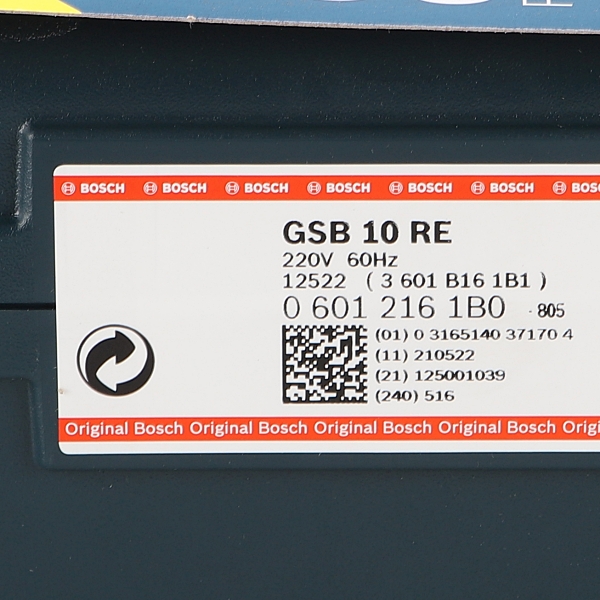 BOSCH BOSCH BOSCH BOSCH BOSCH BOSCH BOSC
GSB 10 RE
220V 60Hz
12522 ( 3 601 B16 1B1 )
0 601 216 1B0 · 805
(01) 0 3165140 37170 4
(11) 210522
(21) 125001039
(240) 516
Original Bosch Original Bosch Original Bosch Original Bosch Origi